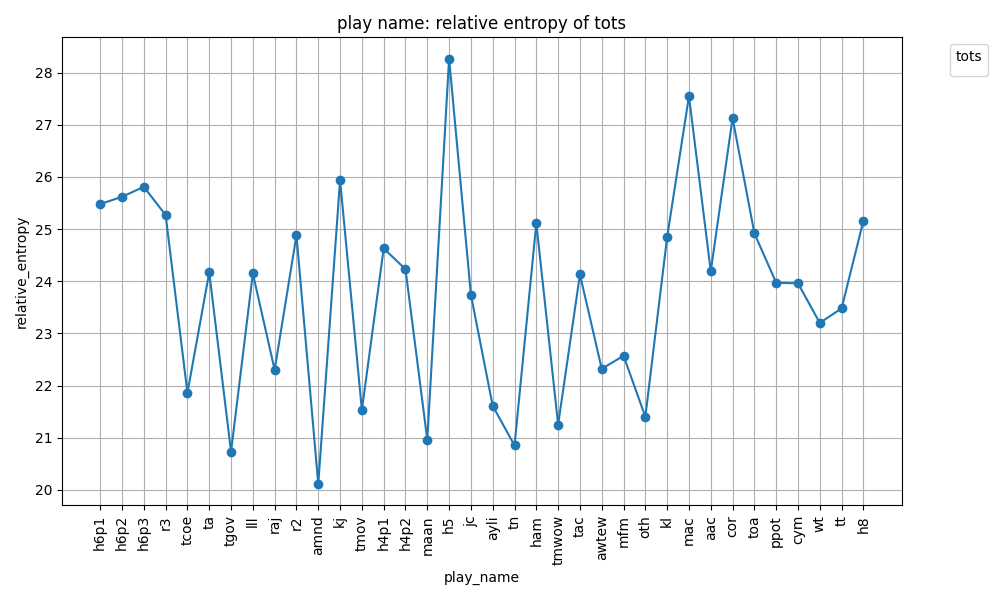 play name: relative entropy of tots
tots
relative_entropy
28
27
26
25
24
23
22
21
20
h6p1
h6p2
h6p3
r3
tcoe
ta
tgov
lll
raj
r2
amnd
kj
tmov
h4p1
h4p2
maan
h5
jc
ayli
tn
ham
tmwow
tac
awtew
mfm
oth
kl
mac
aac
cor
toa
ppot
cym
wt
tt
h8
play_name